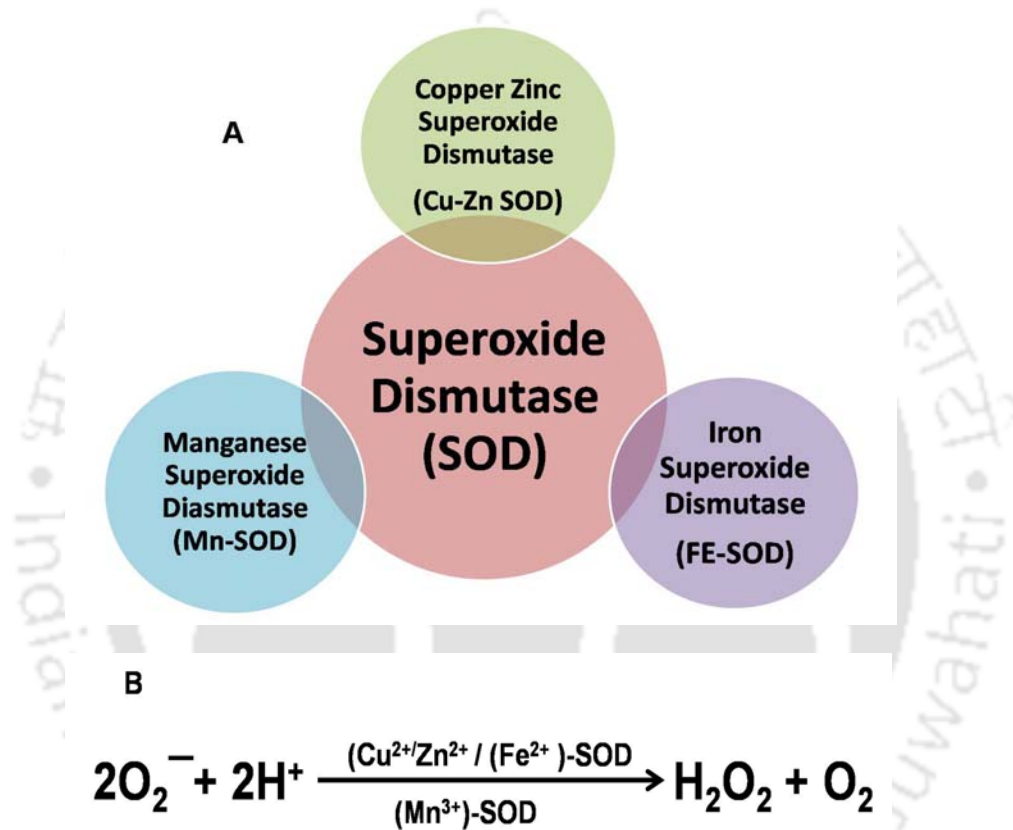 A
Copper Zinc
Superoxide
Dismutase
(Cu-Zn SOD)
Superoxide
Dismutase
(SOD)
Manganese
Superoxide
Diasmutase
(Mn-SOD)
Iron
Superoxide
Dismutase
(FE-SOD)
B
(Cu²⁺/Zn²⁺ / (Fe²⁺ )-SOD
2O₂⁻ + 2H⁺ ⟶ H₂O₂ + O₂
(Mn³⁺)-SOD